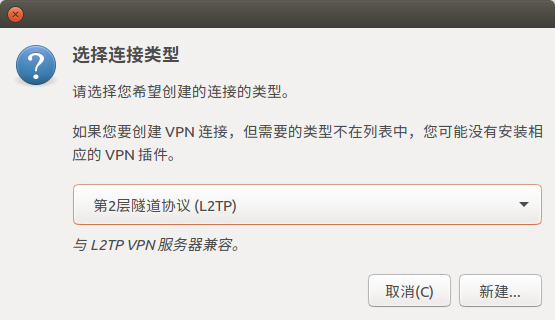 选择连接类型
请选择您希望创建的连接的类型。
如果您要创建 VPN 连接，但需要的类型不在列表中，您可能没有安装相
应的 VPN 插件。
第2层隧道协议 (L2TP)
与 L2TP VPN 服务器兼容。
取消(C)
新建...